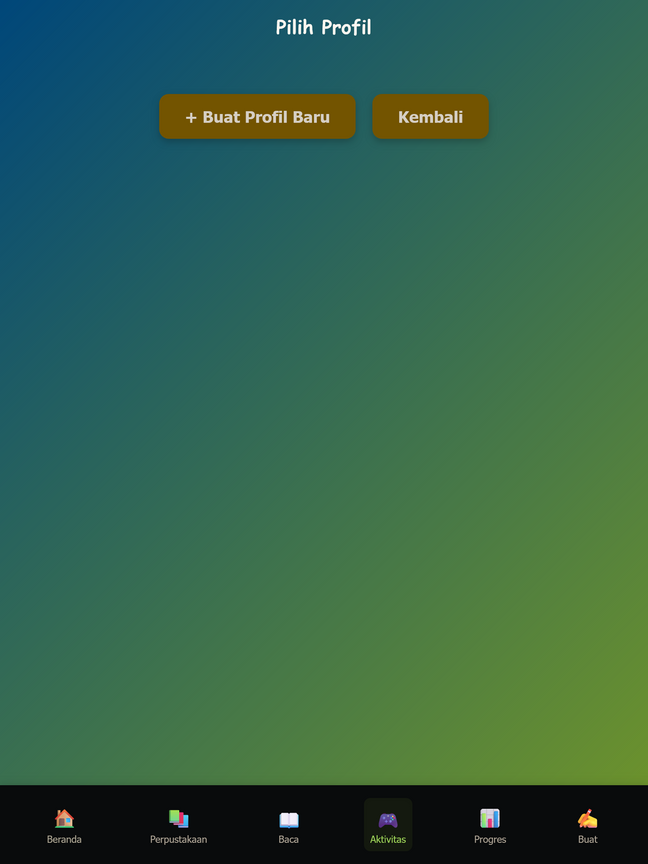 Pilih Profil
+ Buat Profil Baru
Kembali
Beranda
Perpustakaan
Baca
Aktivitas
Progres
Buat